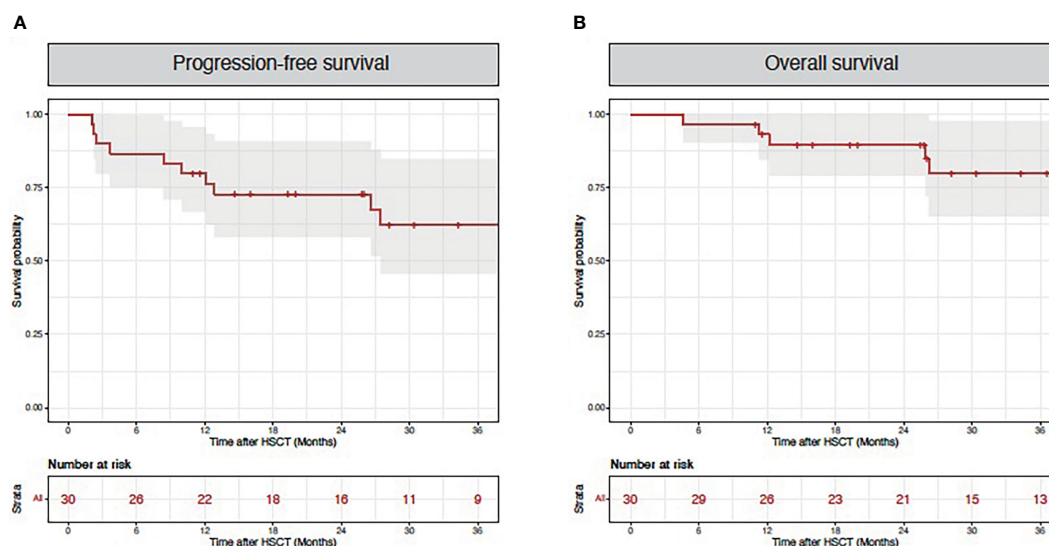 A
Progression-free survival
1.00
0.75
0.50
0.25
0.00
Survival probability
0 6 12 18 24 30 36
Time after HSCT (Months)
Number at risk
Strata
All 30 26 22 18 16 11 9
0 6 12 18 24 30 36
Time after HSCT (Months)
B
Overall survival
1.00
0.75
0.50
0.25
0.00
Survival probability
0 6 12 18 24 30 36
Time after HSCT (Months)
Number at risk
Strata
All 30 29 26 23 21 15 13
0 6 12 18 24 30 36
Time after HSCT (Months)